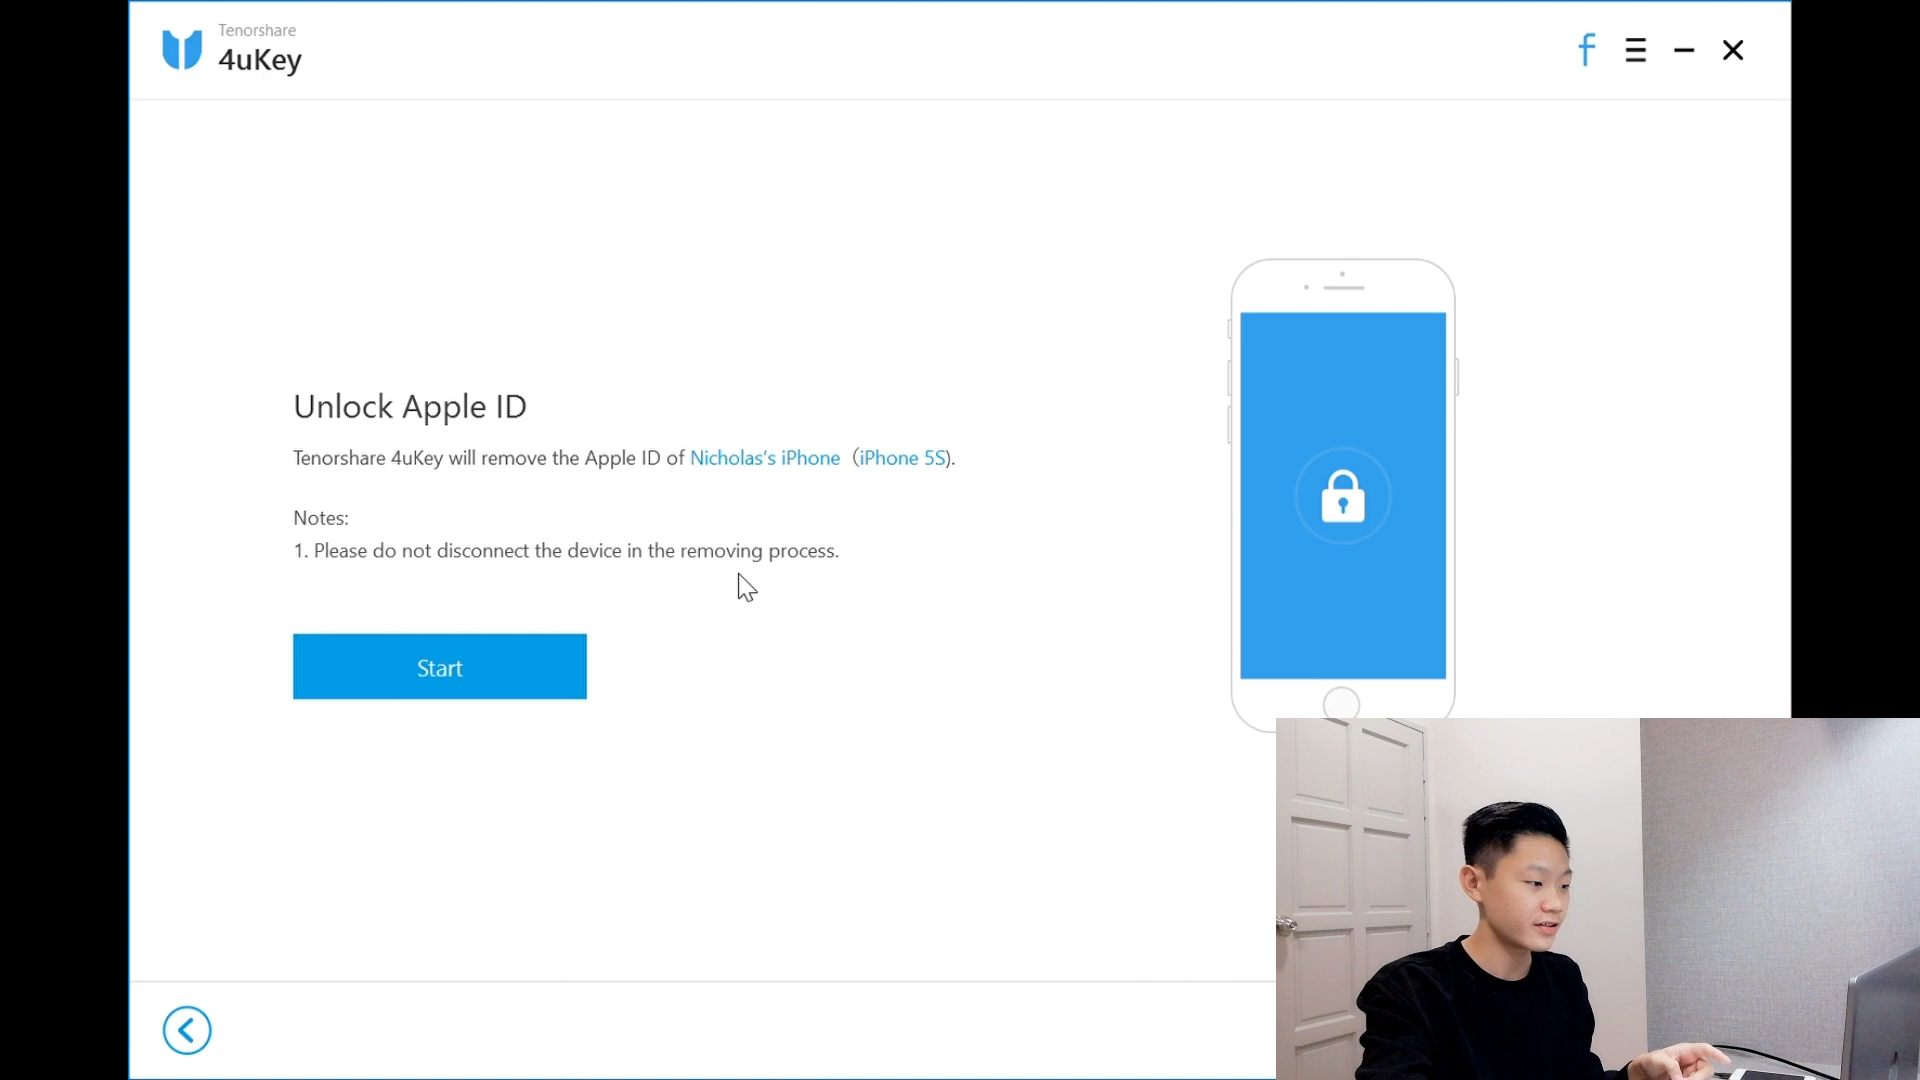 Tenorshare
4uKey
Unlock Apple ID
Tenorshare 4uKey will remove the Apple ID of Nicholas's iPhone (iPhone 5S).
Notes:
1. Please do not disconnect the device in the removing process.
Start